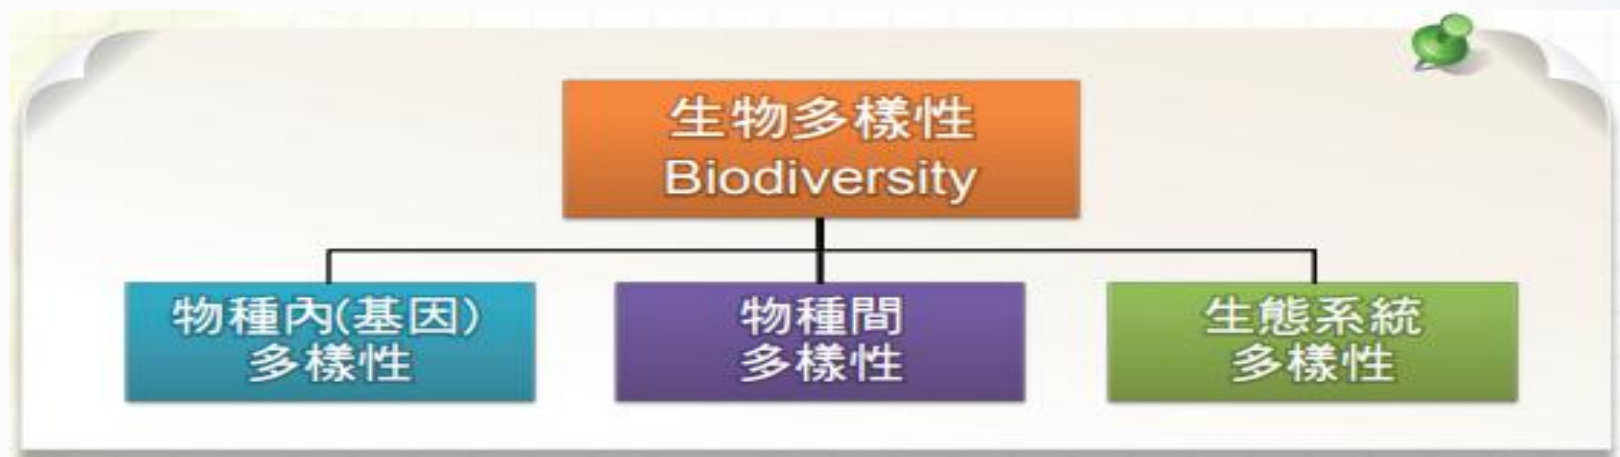 生物多樣性
Biodiversity
物種內(基因)
多樣性
物種間
多樣性
生態系統
多樣性